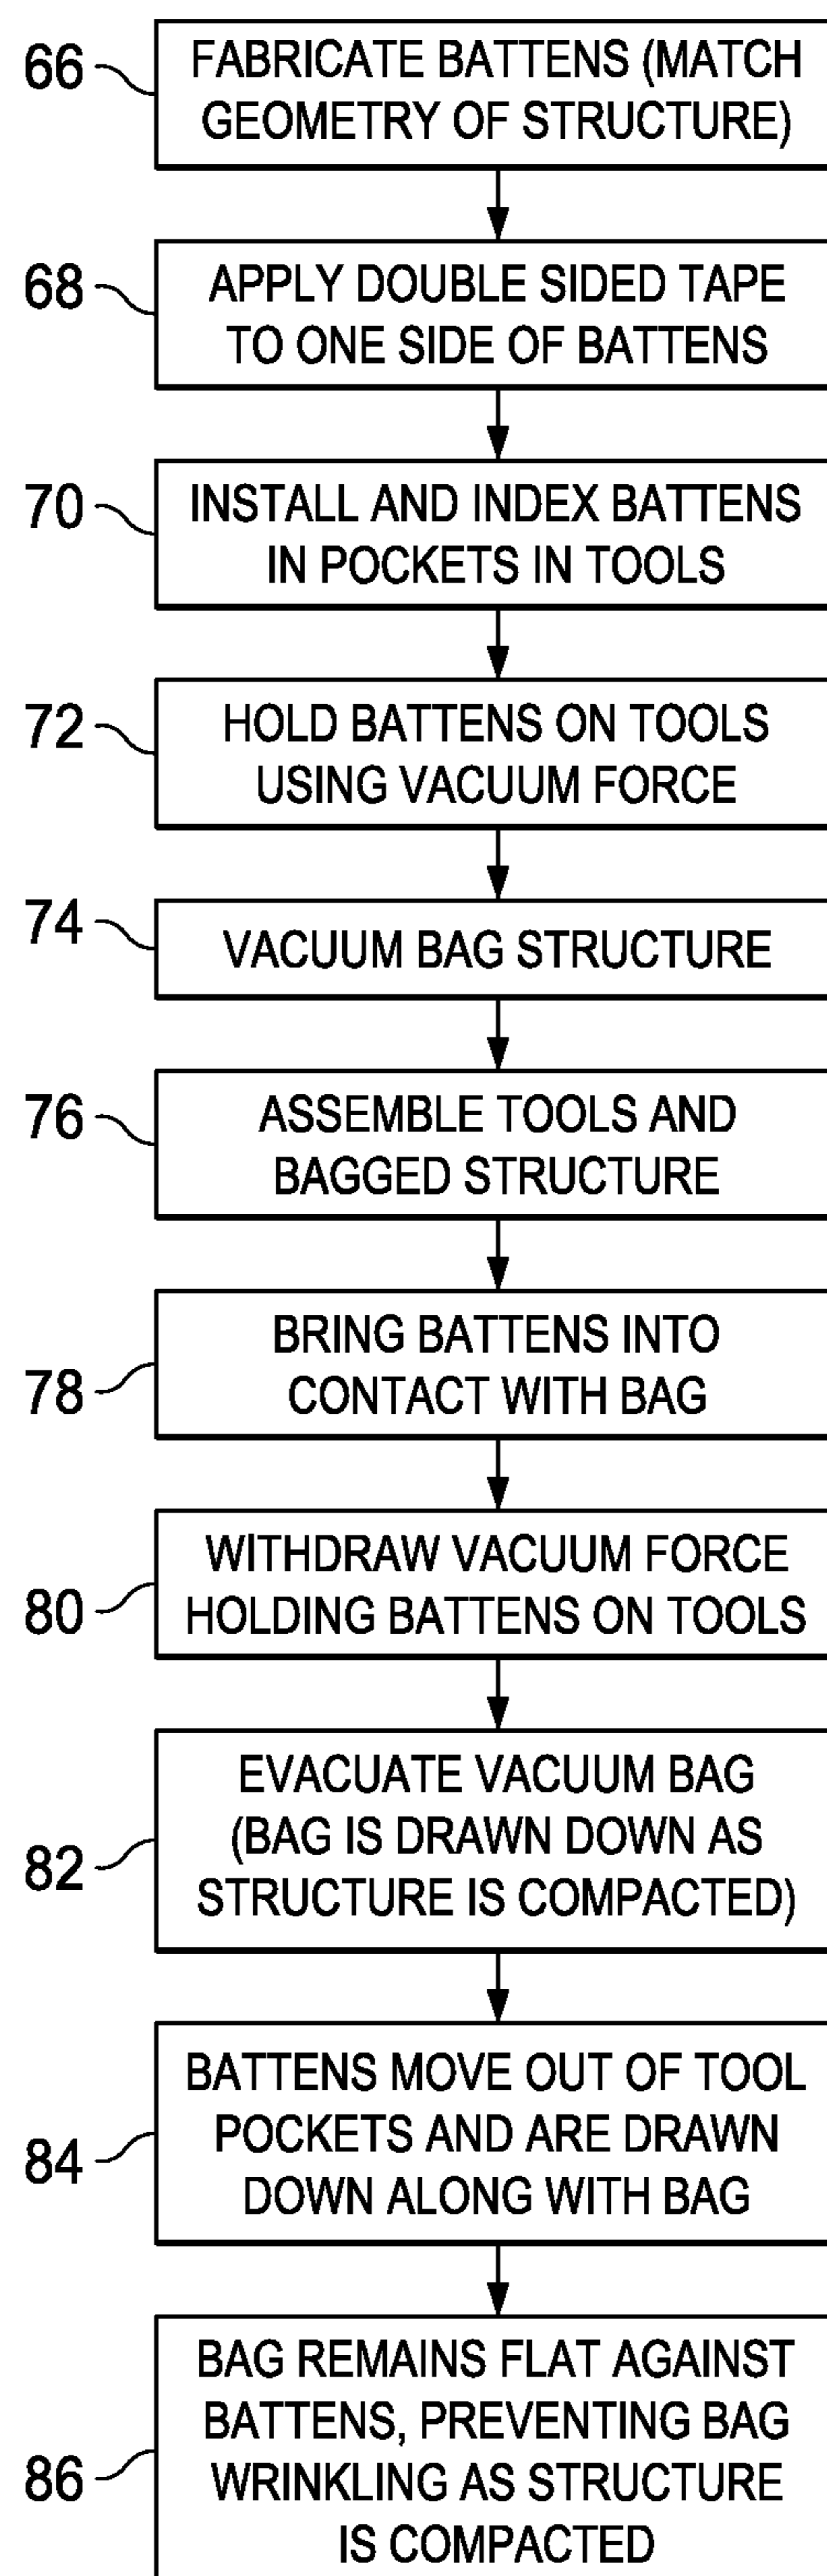 66
FABRICATE BATTENS (MATCH
GEOMETRY OF STRUCTURE)
68
APPLY DOUBLE SIDED TAPE
TO ONE SIDE OF BATTENS
70
INSTALL AND INDEX BATTENS
IN POCKETS IN TOOLS
72
HOLD BATTENS ON TOOLS
USING VACUUM FORCE
74
VACUUM BAG STRUCTURE
76
ASSEMBLE TOOLS AND
BAGGED STRUCTURE
78
BRING BATTENS INTO
CONTACT WITH BAG
80
WITHDRAW VACUUM FORCE
HOLDING BATTENS ON TOOLS
82
EVACUATE VACUUM BAG
(BAG IS DRAWN DOWN AS
STRUCTURE IS COMPACTED)
84
BATTENS MOVE OUT OF TOOL
POCKETS AND ARE DRAWN
DOWN ALONG WITH BAG
86
BAG REMAINS FLAT AGAINST
BATTENS, PREVENTING BAG
WRINKLING AS STRUCTURE
IS COMPACTED